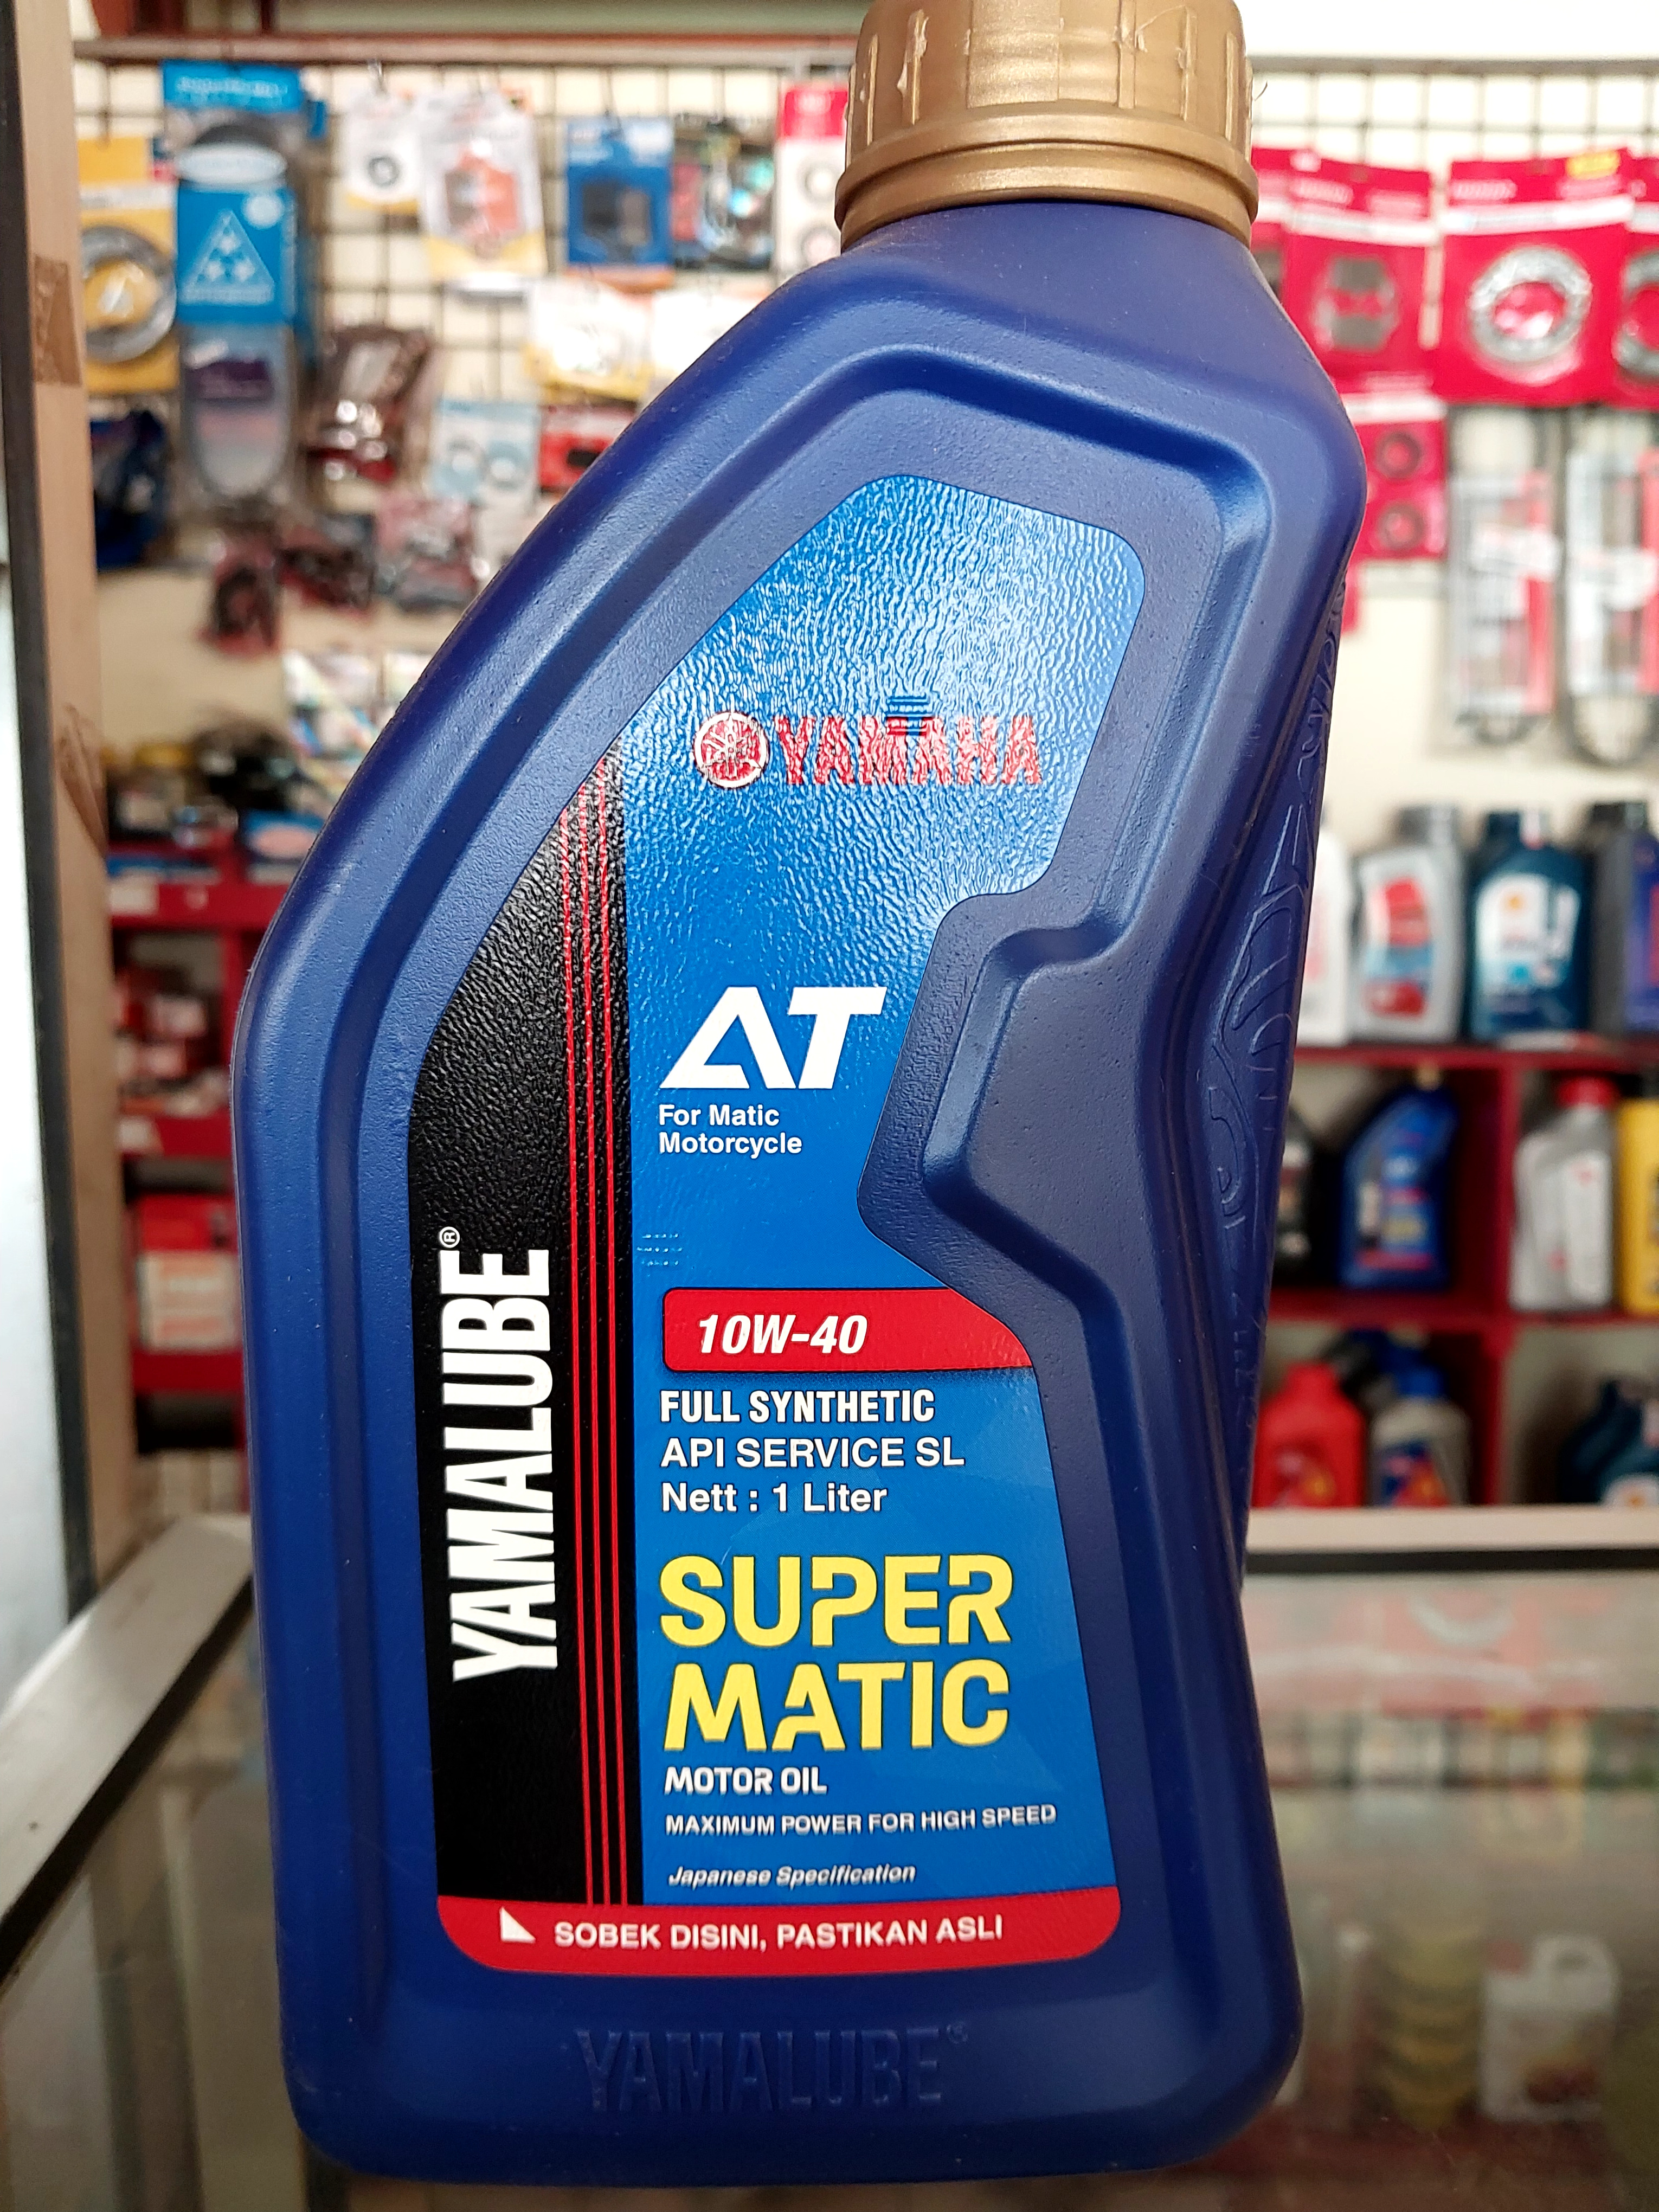 YAMAHA
AT
For Matic
Motorcycle
YAMALUBE®
10W-40
FULL SYNTHETIC
API SERVICE SL
Nett : 1 Liter
SUPER
MATIC
MOTOR OIL
MAXIMUM POWER FOR HIGH SPEED
Japanese Specification
SOBEK DISINI, PASTIKAN ASLI
YAMALUBE®